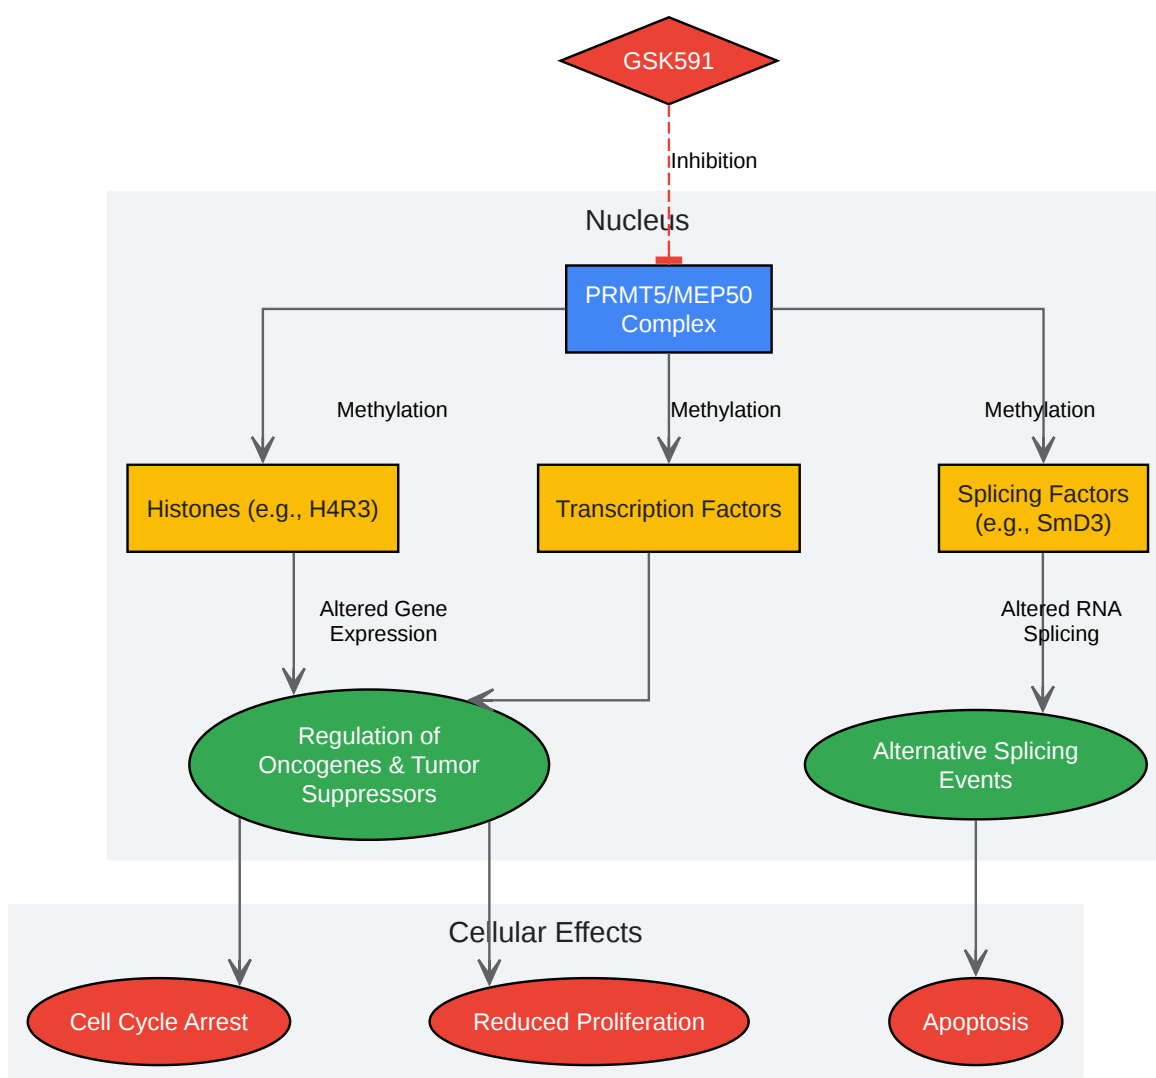 GSK591
Inhibition
Nucleus
PRMT5/MEP50
Complex
Methylation
Methylation
Methylation
Histones (e.g., H4R3)
Transcription Factors
Splicing Factors
(e.g., SmD3)
Altered Gene
Expression
Altered RNA
Splicing
Regulation of
Oncogenes & Tumor
Suppressors
Alternative Splicing
Events
Cellular Effects
Cell Cycle Arrest
Reduced Proliferation
Apoptosis